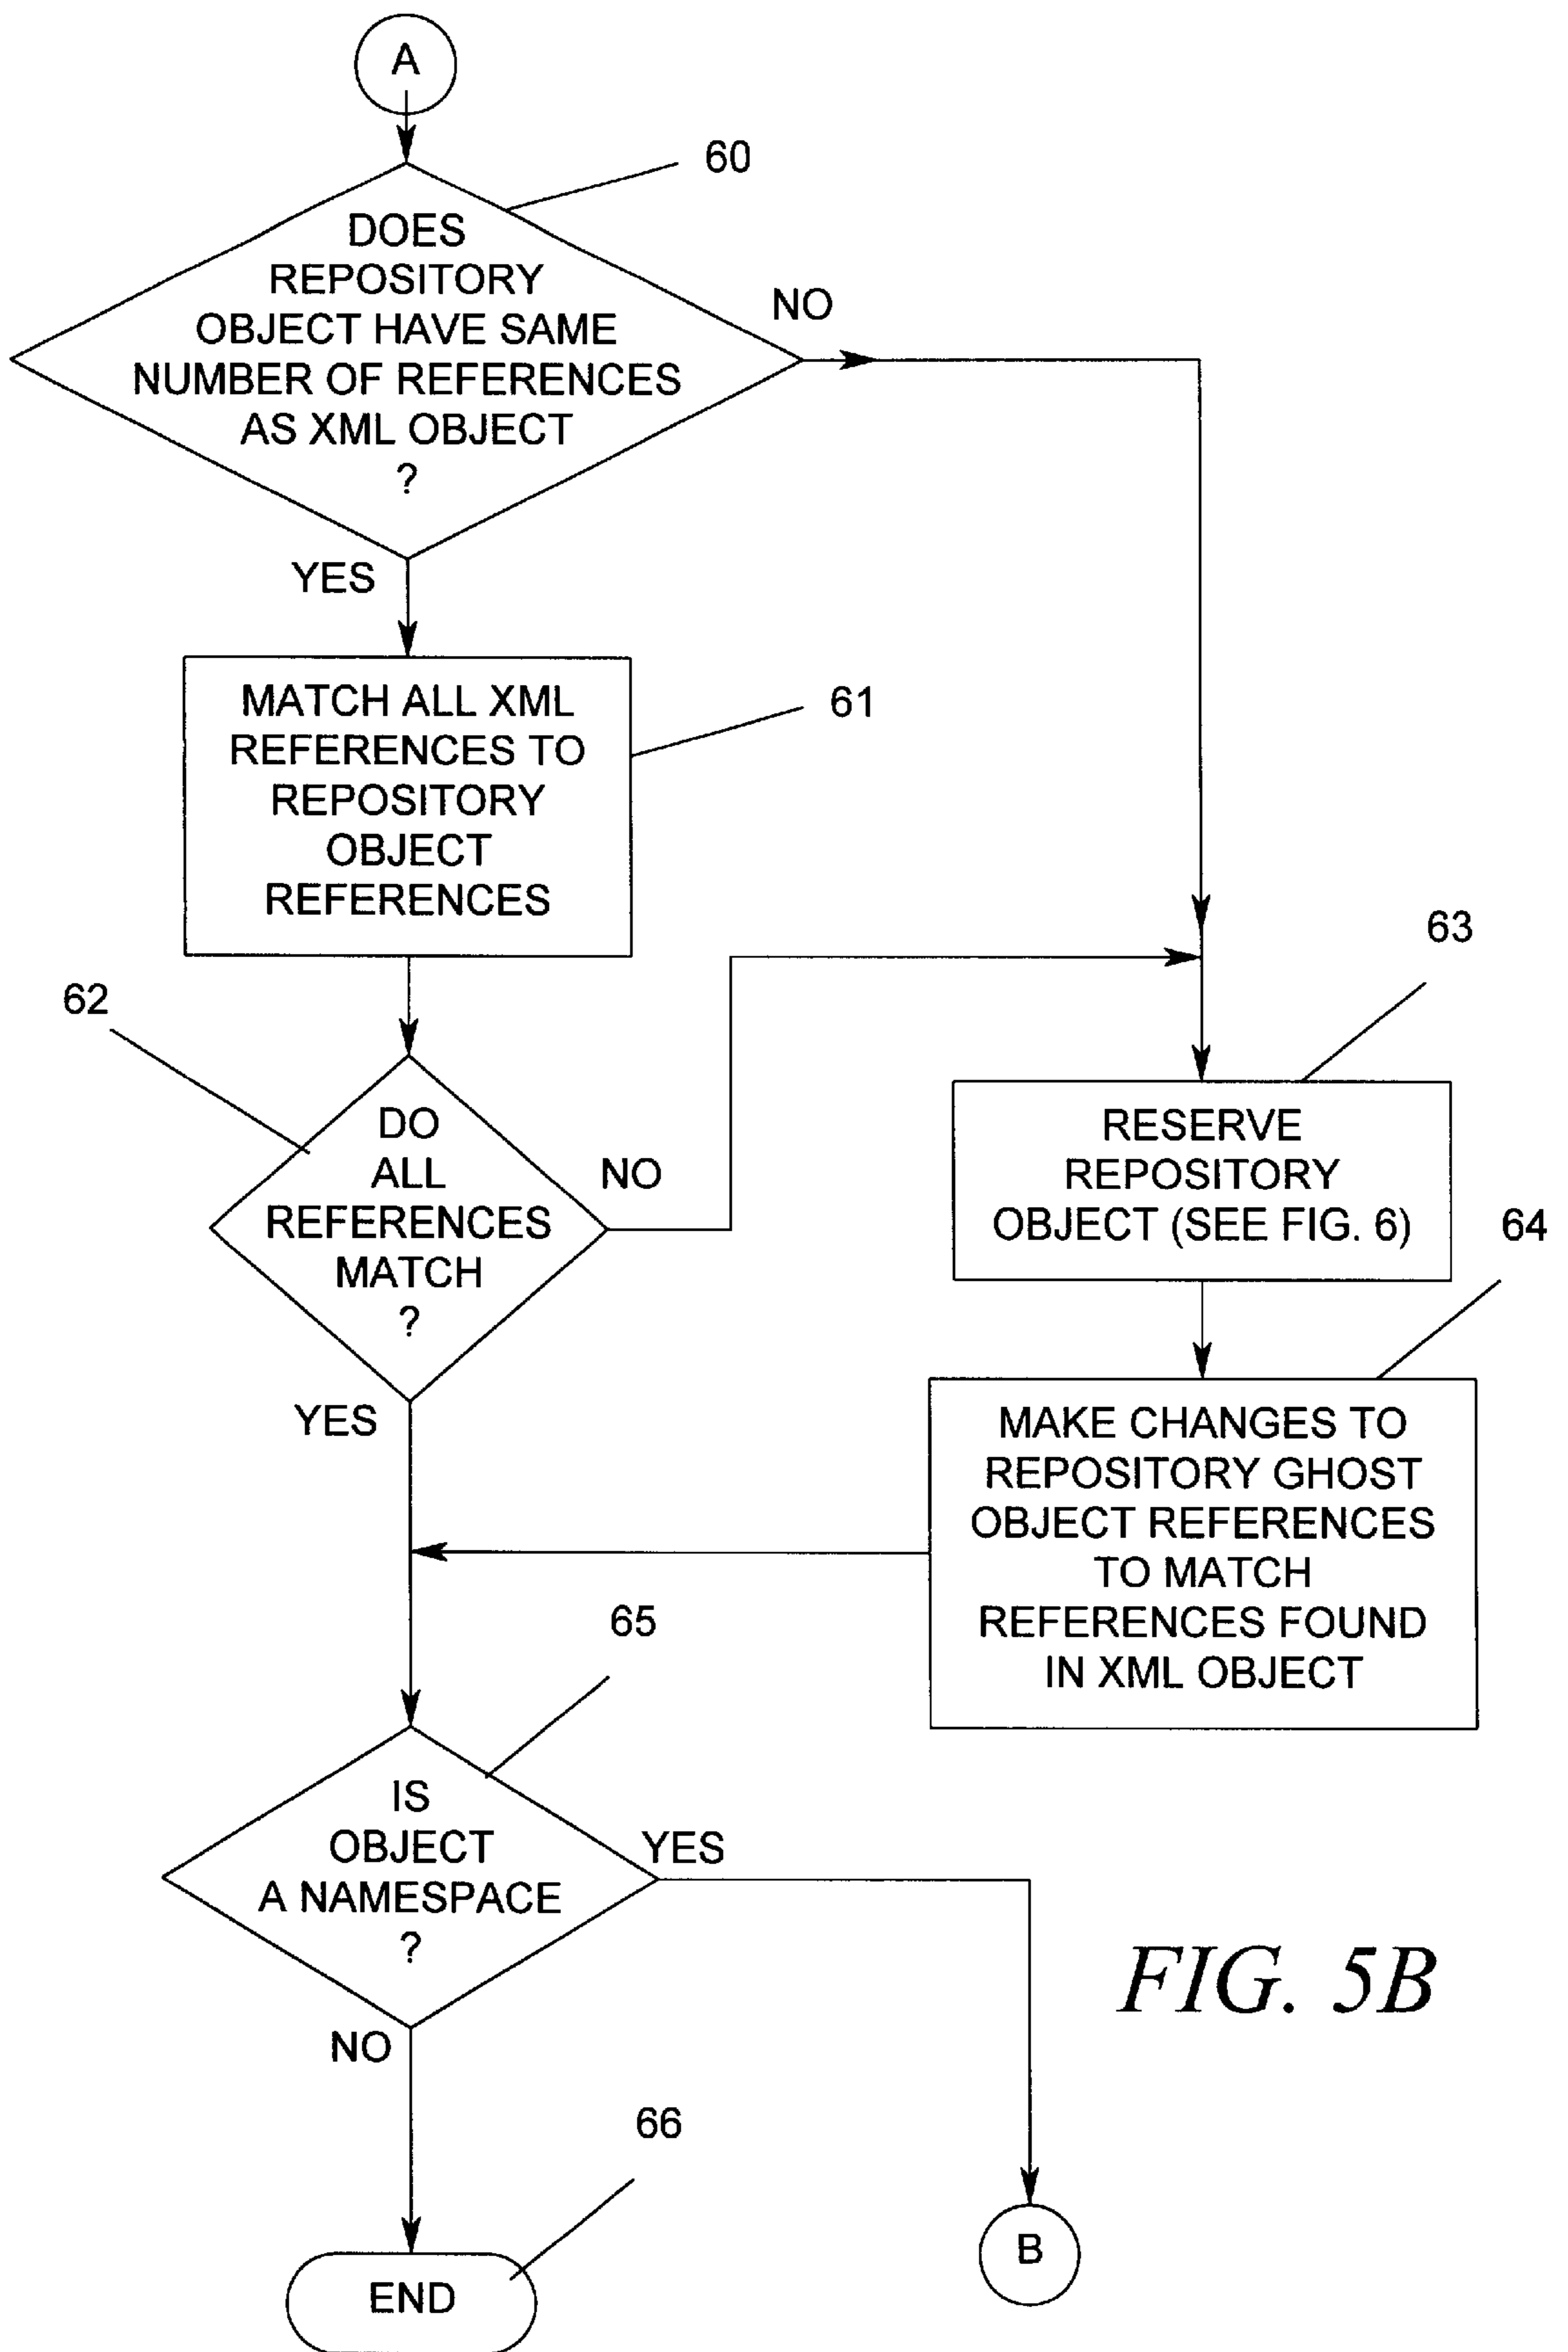 A
60
DOES
REPOSITORY
OBJECT HAVE SAME
NUMBER OF REFERENCES
AS XML OBJECT
?
NO
YES
MATCH ALL XML
REFERENCES TO
REPOSITORY
OBJECT
REFERENCES
61
62
DO
ALL
REFERENCES
MATCH
?
NO
YES
63
RESERVE
REPOSITORY
OBJECT (SEE FIG. 6)
64
MAKE CHANGES TO
REPOSITORY GHOST
OBJECT REFERENCES
TO MATCH
REFERENCES FOUND
IN XML OBJECT
65
IS
OBJECT
A NAMESPACE
?
YES
NO
66
END
B
FIG. 5B